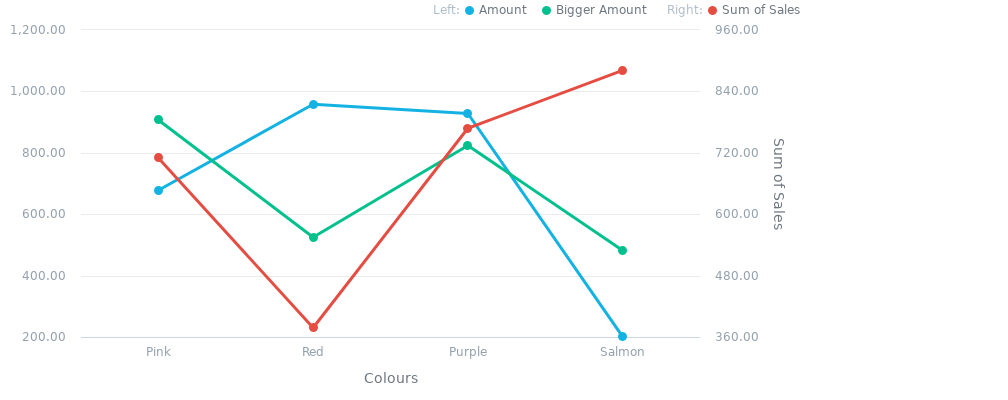 Left: Amount Bigger Amount Right: Sum of Sales
1,200.00 960.00
1,000.00 840.00
800.00 720.00
Sum of Sales
600.00 600.00
400.00 480.00
200.00 360.00
Pink Red Purple Salmon
Colours